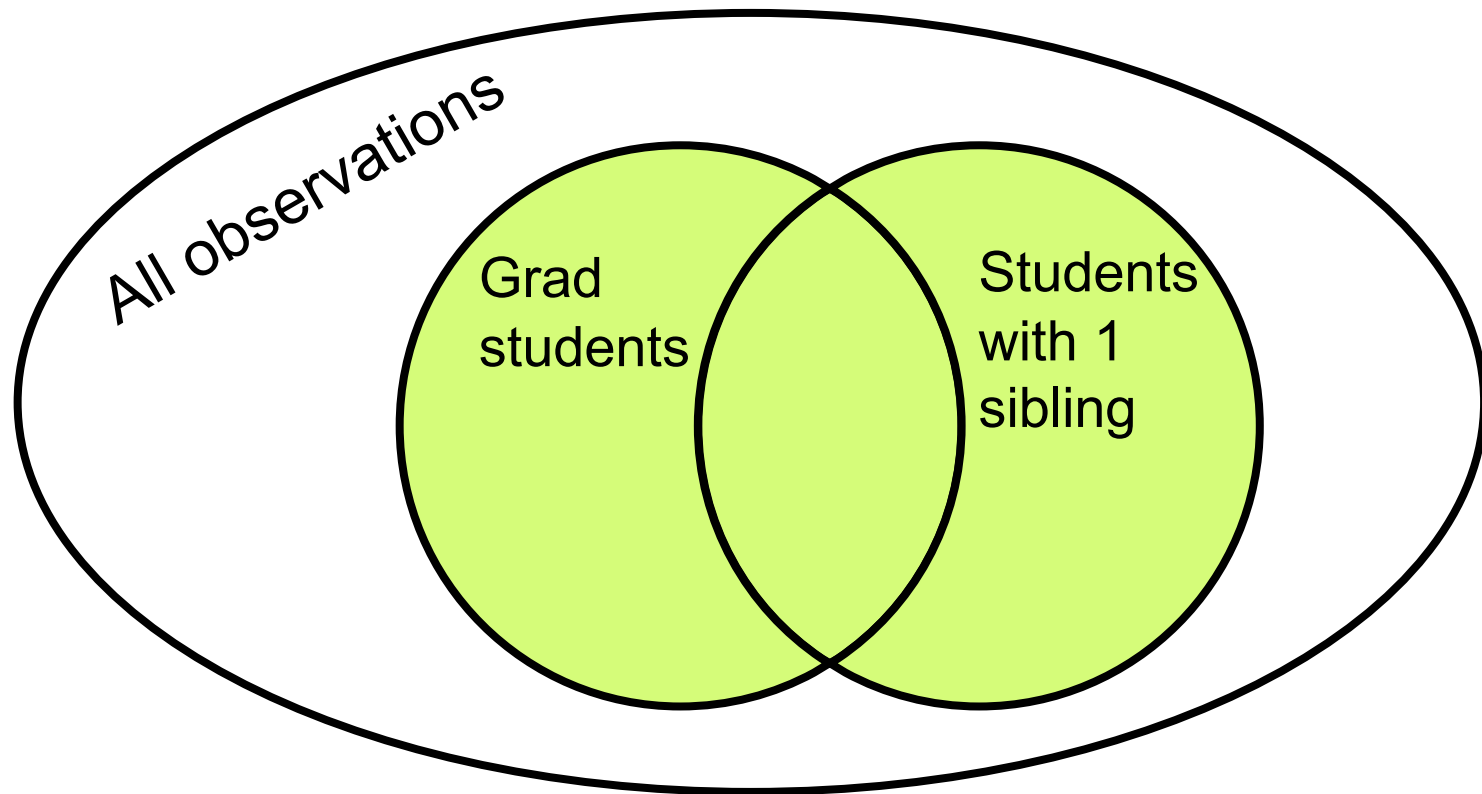 All observations
Grad
students
Students
with 1
sibling